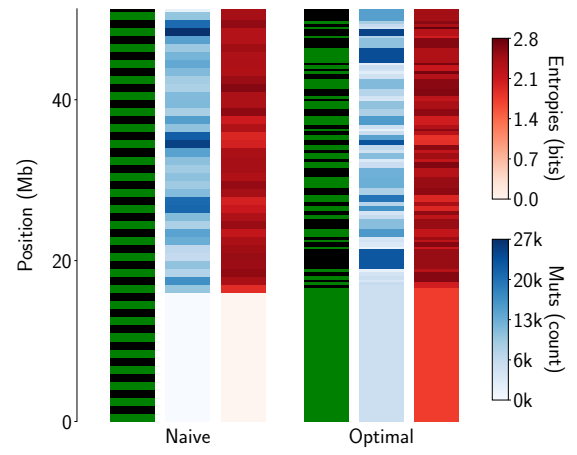 Position (Mb)
40
20
0
Naive
Optimal
2.8
2.1
1.4
0.7
0.0
Entropies (bits)
27k
20k
13k
6k
0k
Muts (count)